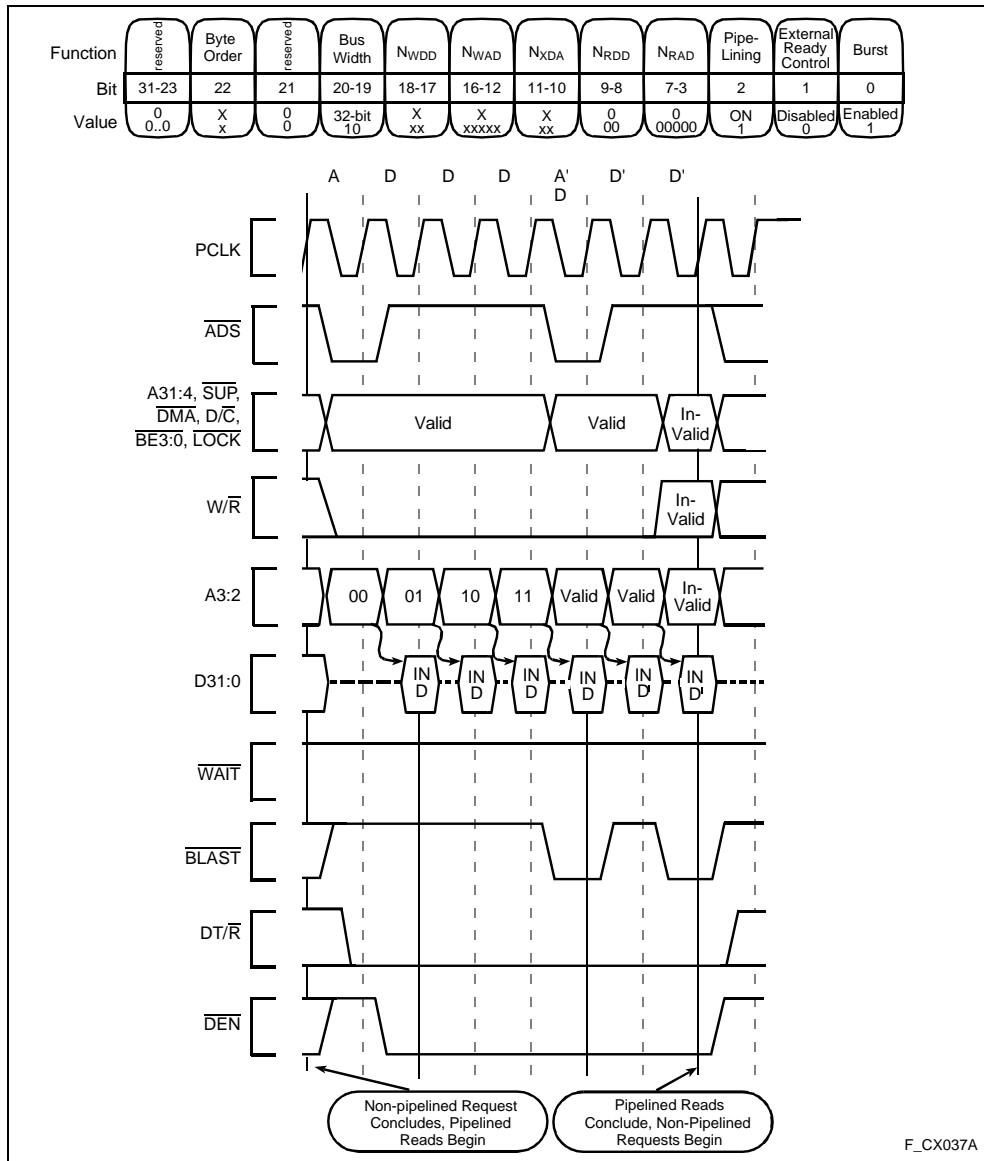 Function reserved Byte Order reserved Bus Width NWDD NWAD NXDA NRDD NRAD Pipe-Lining External Ready Control Burst
Bit 31-23 22 21 20-19 18-17 16-12 11-10 9-8 7-3 2 1 0
Value 0 0..0 X x 0 0 32-bit 10 X xx X xxxxx X xx 0 00 0 00000 ON 1 Disabled 0 Enabled 1
A D D D A' D D' D'
PCLK
ADS
A31:4, SUP,
DMA, D/C,
BE3:0, LOCK
Valid Valid In-Valid
W/R
In-Valid
A3:2
00 01 10 11 Valid Valid In-Valid
D31:0
IN D IN D IN D IN D IN D' IN D'
WAIT
BLAST
DT/R
DEN
Non-pipelined Request
Concludes, Pipelined
Reads Begin
Pipelined Reads
Conclude, Non-Pipelined
Requests Begin
F_CX037A